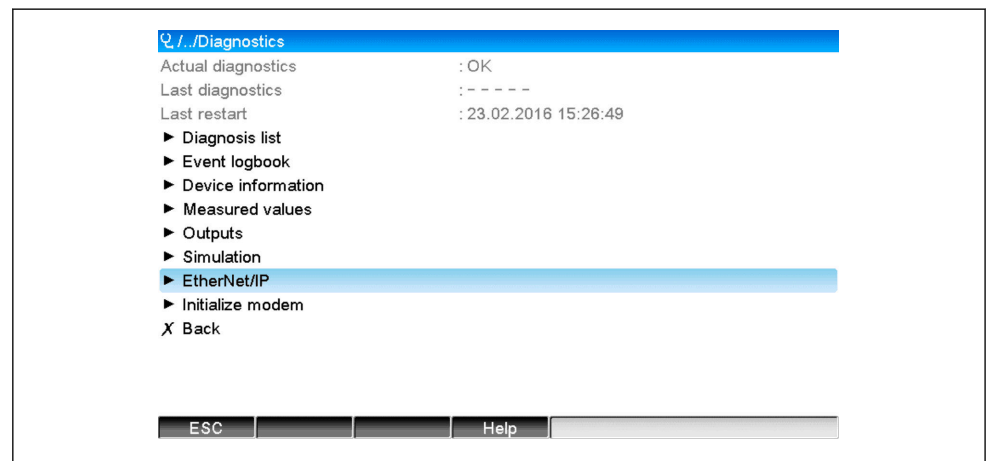 /../Diagnostics
Actual diagnostics : OK
Last diagnostics : - - - - -
Last restart : 23.02.2016 15:26:49
► Diagnosis list
► Event logbook
► Device information
► Measured values
► Outputs
► Simulation
► EtherNet/IP
► Initialize modem
X Back
ESC Help